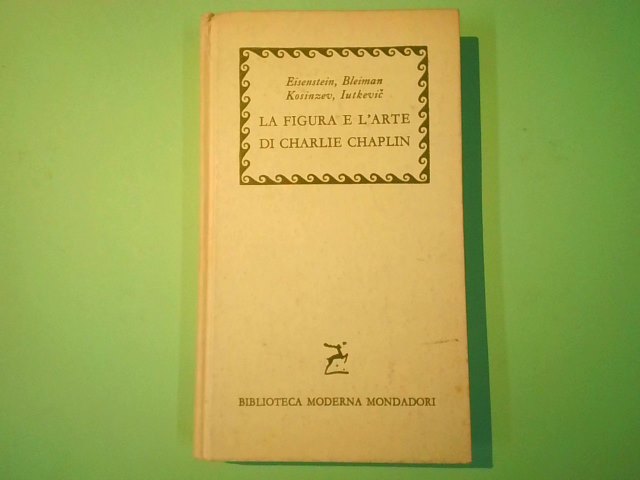 Eisenstein, Bleiman
Kosinzev, Iutkevič
LA FIGURA E L'ARTE
DI CHARLIE CHAPLIN
BIBLIOTECA MODERNA MONDADORI